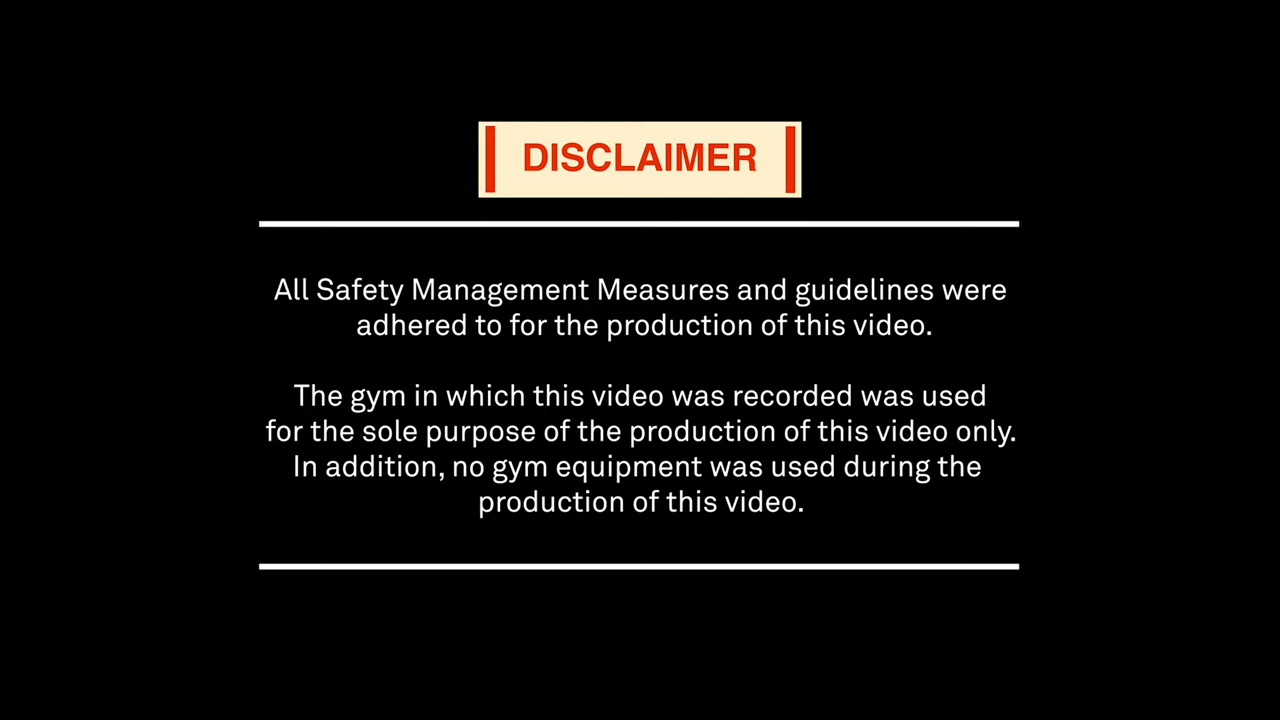 DISCLAIMER
All Safety Management Measures and guidelines were
adhered to for the production of this video.
The gym in which this video was recorded was used
for the sole purpose of the production of this video only.
In addition, no gym equipment was used during the
production of this video.